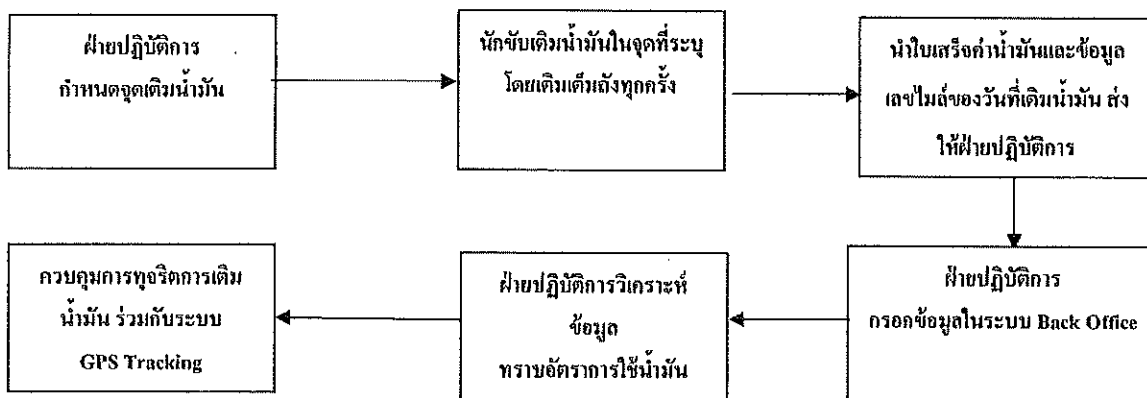 ฝ่ายปฏิบัติการ
กำหนดจุดเติมน้ำมัน
นักขับเติมน้ำมันในจุดที่ระบุ
โดยเติมเต็มถังทุกครั้ง
นำใบเสร็จค่าน้ำมันและข้อมูล
เลขไมล์ของวันที่เติมน้ำมัน ส่ง
ให้ฝ่ายปฏิบัติการ
ฝ่ายปฏิบัติการ
กรอกข้อมูลในระบบ Back Office
ฝ่ายปฏิบัติการวิเคราะห์
ข้อมูล
ทราบอัตราการใช้น้ำมัน
ควบคุมการทุจริตการเติม
น้ำมัน ร่วมกับระบบ
GPS Tracking